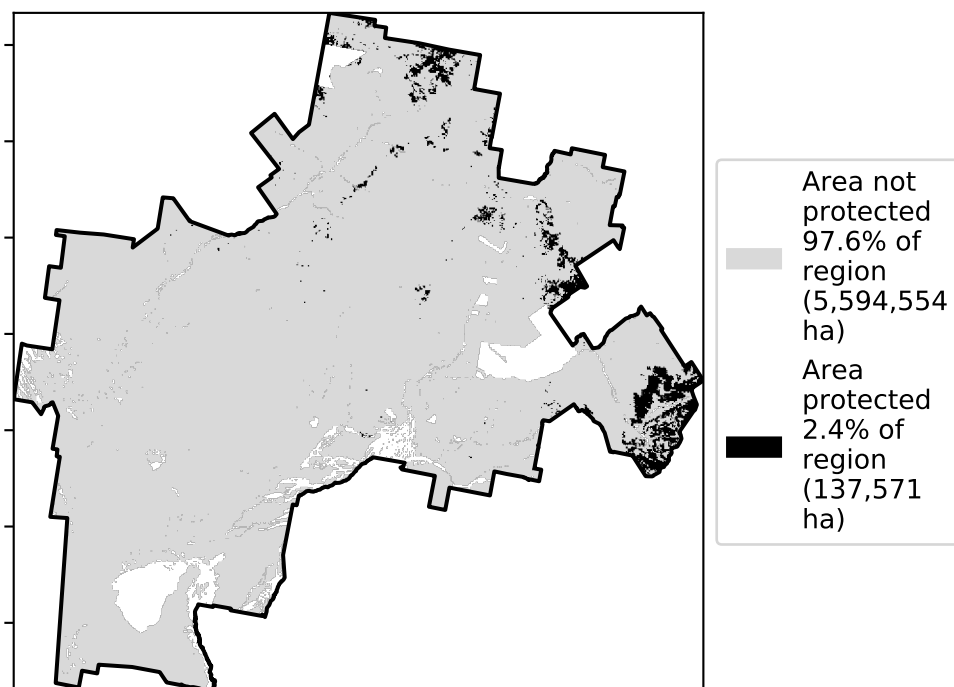 Area not
protected
97.6% of
region
(5,594,554
ha)
Area
protected
2.4% of
region
(137,571
ha)